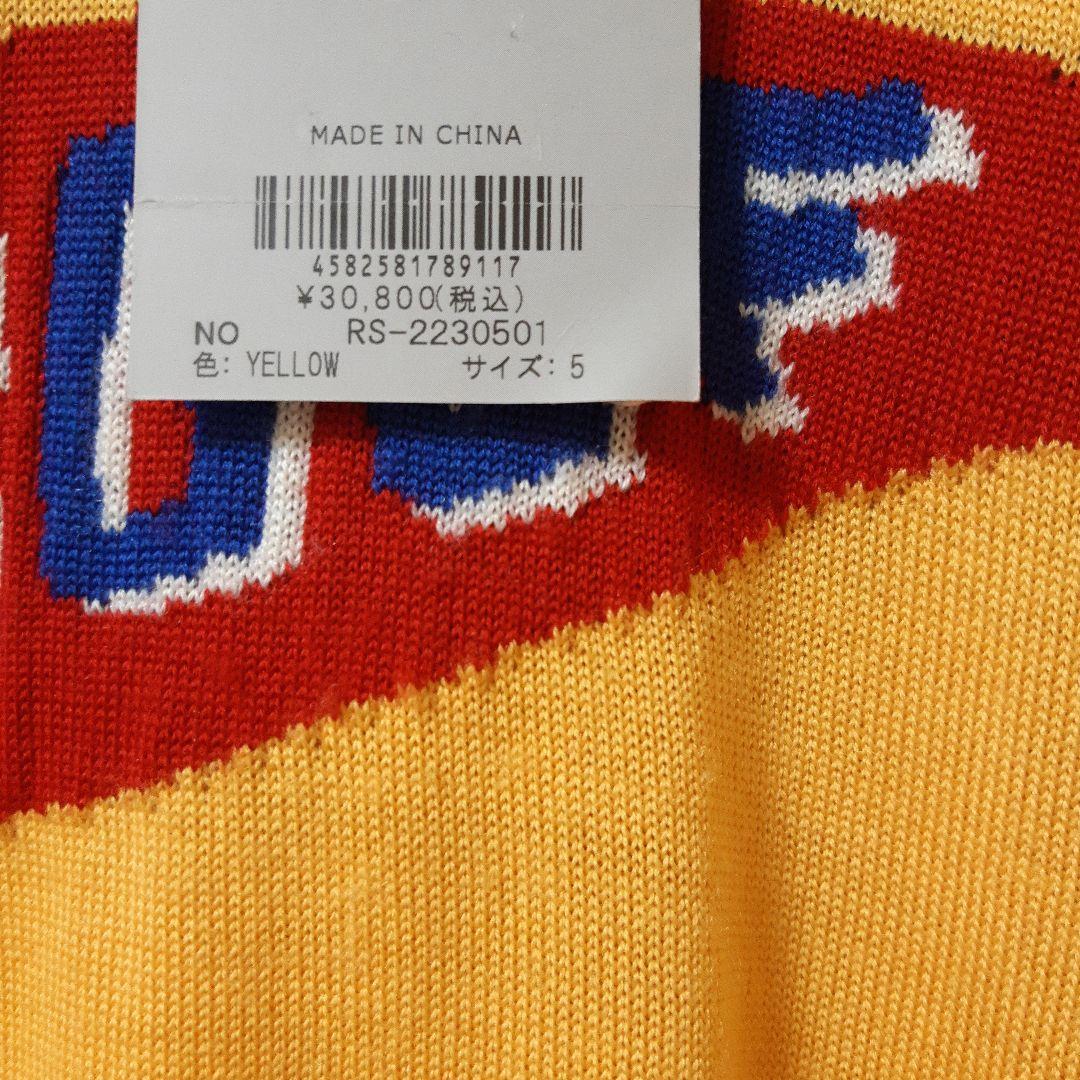 MADE IN CHINA
4582581789117
¥30,800(税込)
NO RS-2230501
色: YELLOW サイズ: 5